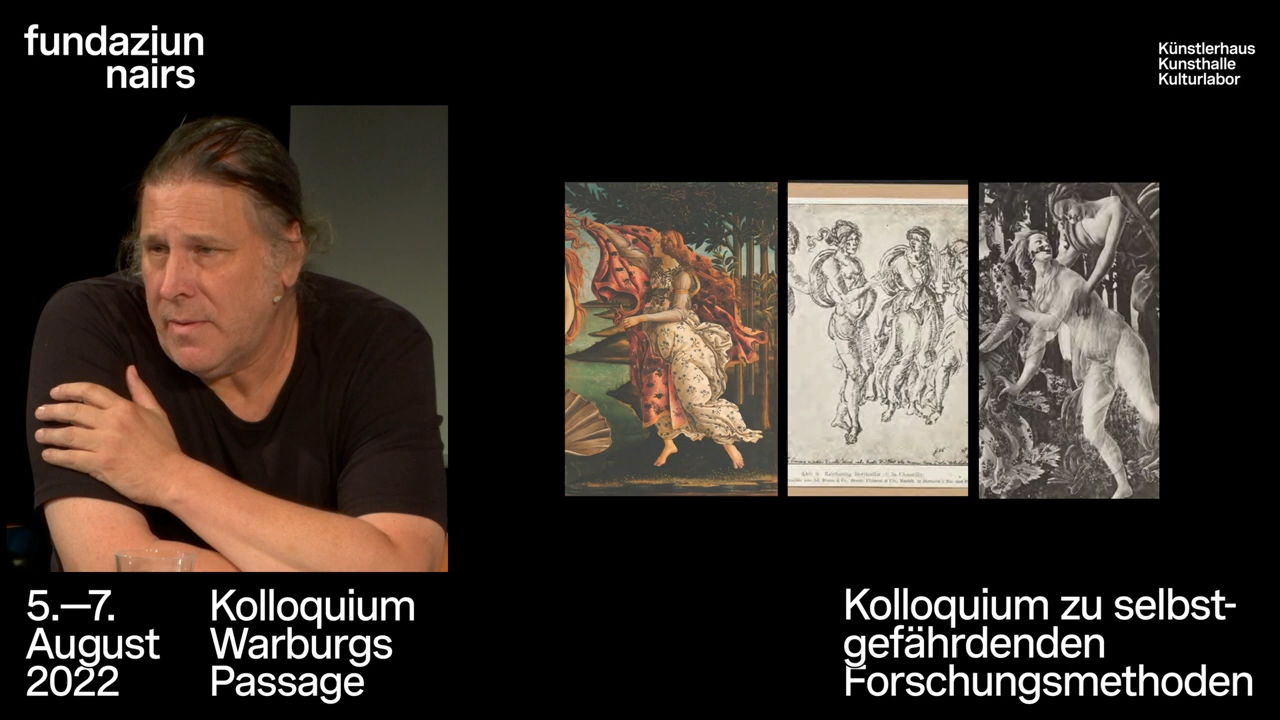 fundaziun
nairs
Künstlerhaus
Kunsthalle
Kulturlabor
5.—7.
August
2022
Kolloquium
Warburgs
Passage
Kolloquium zu selbst-
gefährdenden
Forschungsmethoden